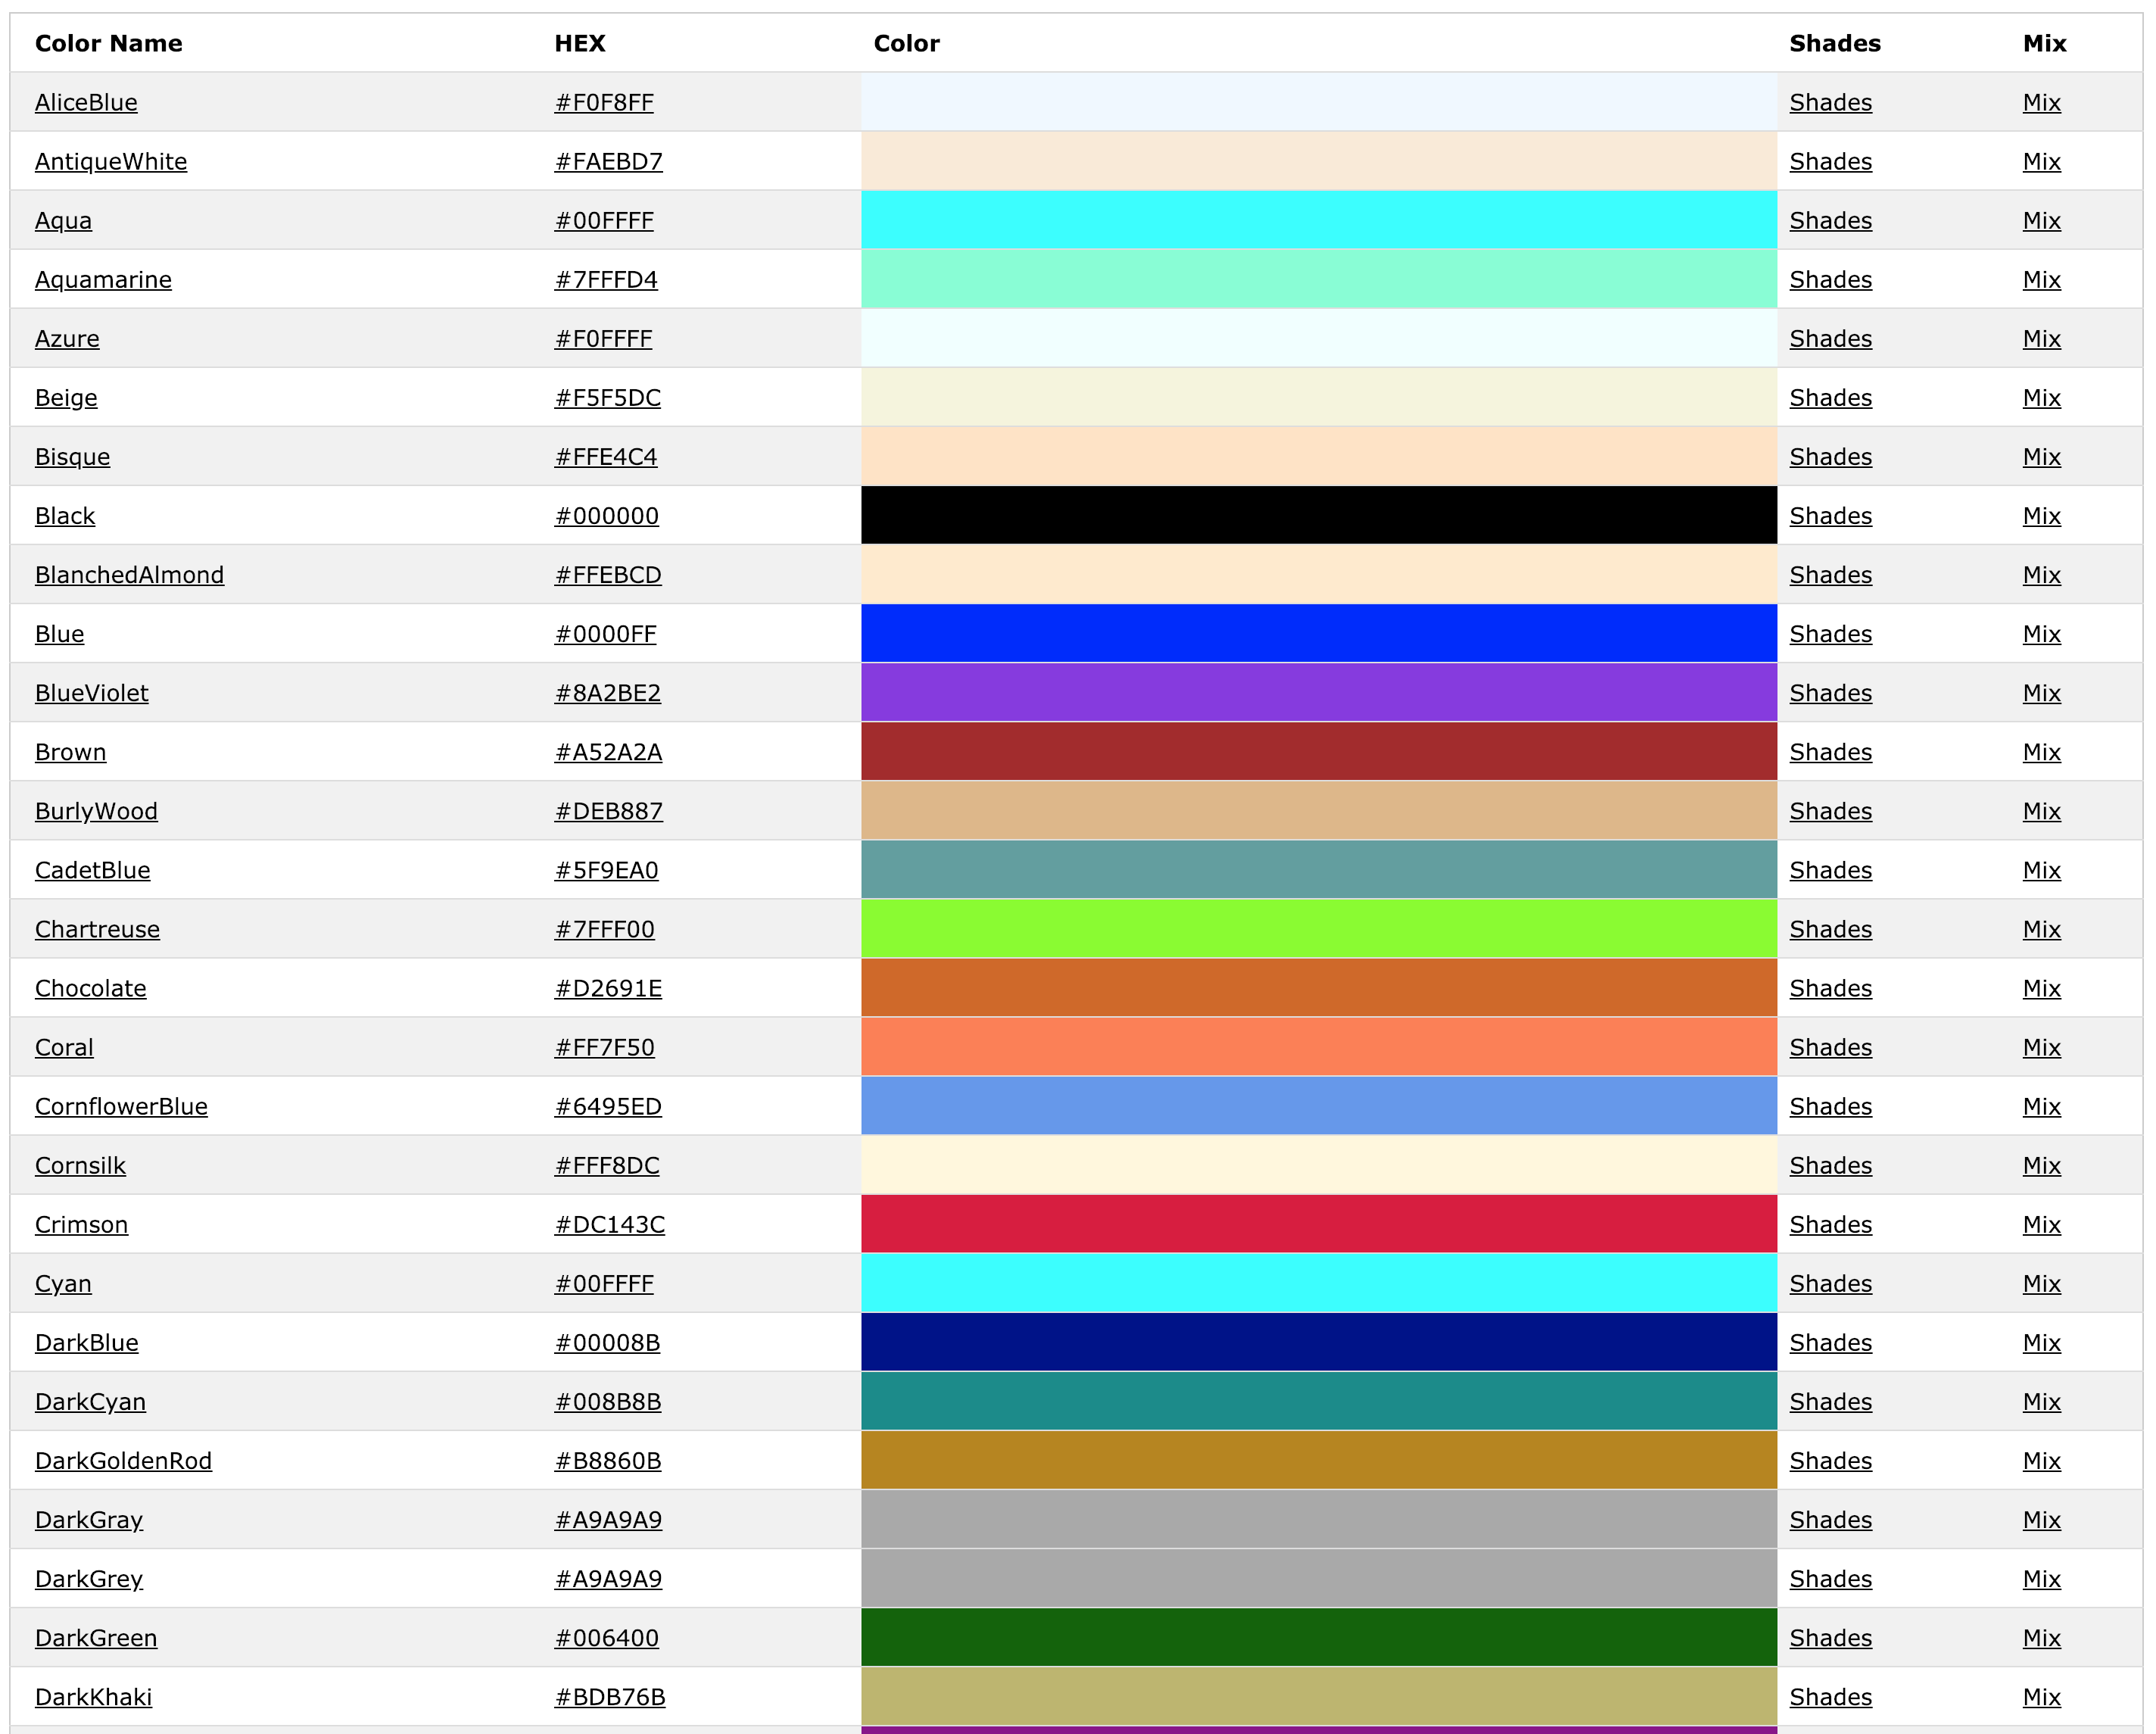 Color Name HEX Color Shades Mix
AliceBlue #F0F8FF Shades Mix
AntiqueWhite #FAEBD7 Shades Mix
Aqua #00FFFF Shades Mix
Aquamarine #7FFFD4 Shades Mix
Azure #F0FFFF Shades Mix
Beige #F5F5DC Shades Mix
Bisque #FFE4C4 Shades Mix
Black #000000 Shades Mix
BlanchedAlmond #FFEBCD Shades Mix
Blue #0000FF Shades Mix
BlueViolet #8A2BE2 Shades Mix
Brown #A52A2A Shades Mix
BurlyWood #DEB887 Shades Mix
CadetBlue #5F9EA0 Shades Mix
Chartreuse #7FFF00 Shades Mix
Chocolate #D2691E Shades Mix
Coral #FF7F50 Shades Mix
CornflowerBlue #6495ED Shades Mix
Cornsilk #FFF8DC Shades Mix
Crimson #DC143C Shades Mix
Cyan #00FFFF Shades Mix
DarkBlue #00008B Shades Mix
DarkCyan #008B8B Shades Mix
DarkGoldenRod #B8860B Shades Mix
DarkGray #A9A9A9 Shades Mix
DarkGrey #A9A9A9 Shades Mix
DarkGreen #006400 Shades Mix
DarkKhaki #BDB76B Shades Mix